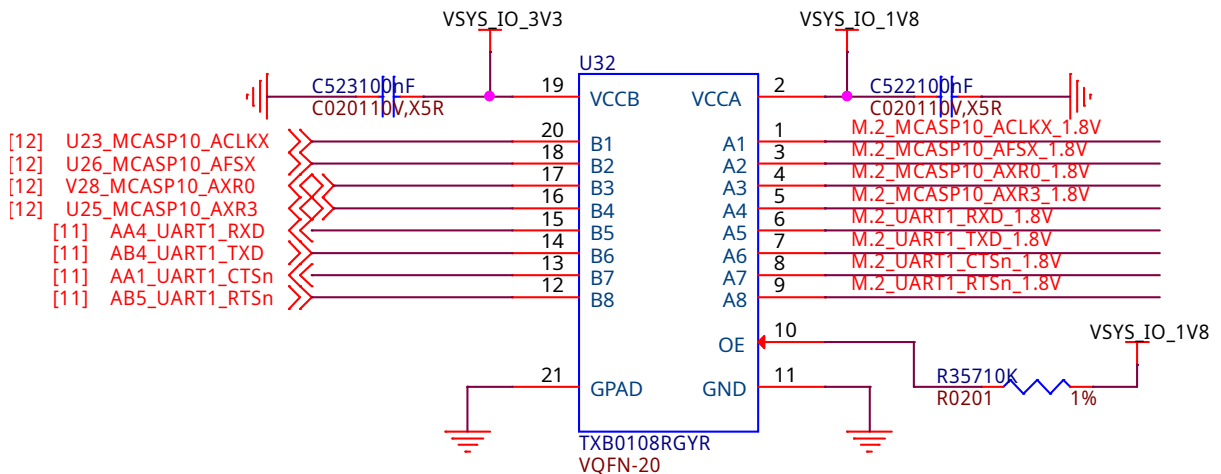 VSYS_IO_3V3
VSYS_IO_1V8
U32
C523100nF
C020110V,X5R
19
VCCB
VCCA
2
C522100nF
C020110V,X5R
[12] U23_MCASP10_ACLKX
20
B1
A1
1
M.2_MCASP10_ACLKX_1.8V
[12] U26_MCASP10_AFSX
18
B2
A2
3
M.2_MCASP10_AFSX_1.8V
[12] V28_MCASP10_AXR0
17
B3
A3
4
M.2_MCASP10_AXR0_1.8V
[12] U25_MCASP10_AXR3
16
B4
A4
5
M.2_MCASP10_AXR3_1.8V
[11] AA4_UART1_RXD
15
B5
A5
6
M.2_UART1_RXD_1.8V
[11] AB4_UART1_TXD
14
B6
A6
7
M.2_UART1_TXD_1.8V
[11] AA1_UART1_CTSn
13
B7
A7
8
M.2_UART1_CTSn_1.8V
[11] AB5_UART1_RTSn
12
B8
A8
9
M.2_UART1_RTSn_1.8V
OE
10
VSYS_IO_1V8
21
GPAD
GND
11
R35710K
R0201
1%
TXB0108RGYR
VQFN-20